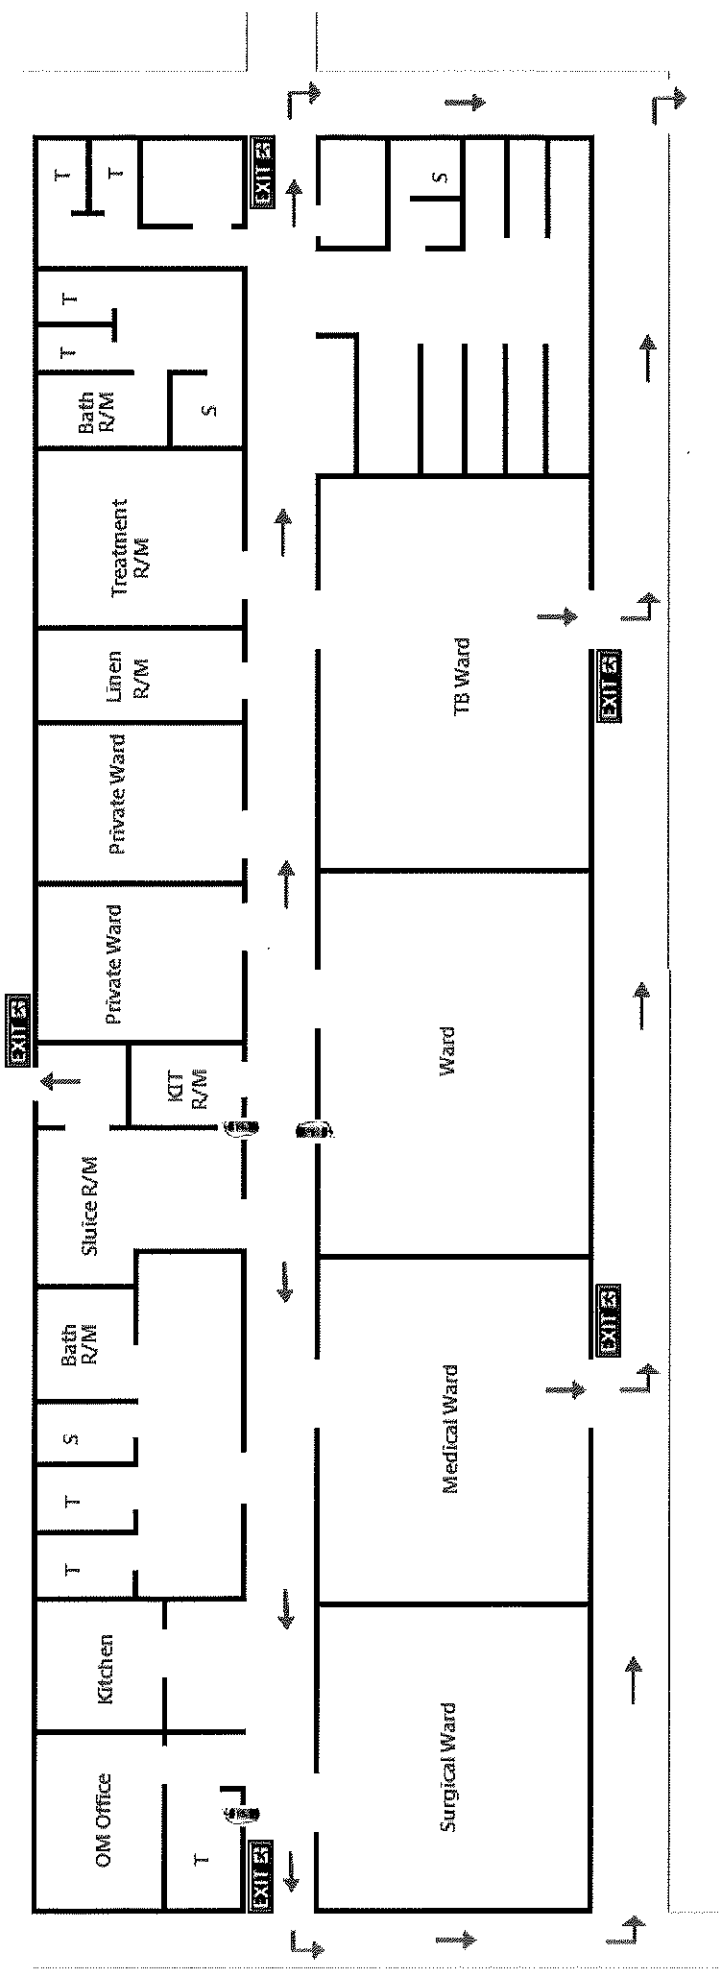 EXIT
OM Office
Kitchen
T
T
S
Bath
R/M
Sluice R/M
KIT
R/M
Private Ward
Private Ward
Linen
R/M
Treatment
R/M
Bath
R/M
T
T
T
T
T
S
EXIT
EXIT
Surgical Ward
Medical Ward
Ward
TB Ward
S
EXIT
EXIT